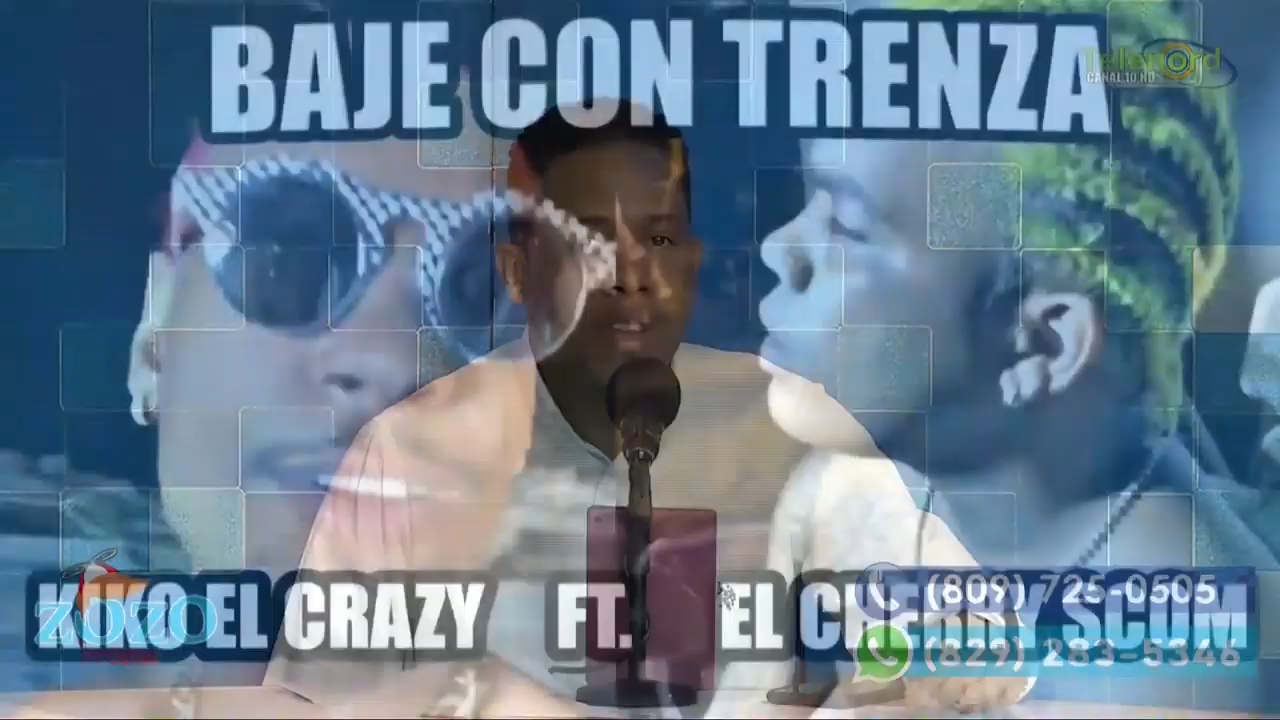 BAJE CON TRENZA
Telenord
CANAL 10 HD
KIKO EL CRAZY FT. EL CHERRY SCOM
ZOZO
(809) 725-0505
(829) 283-5346